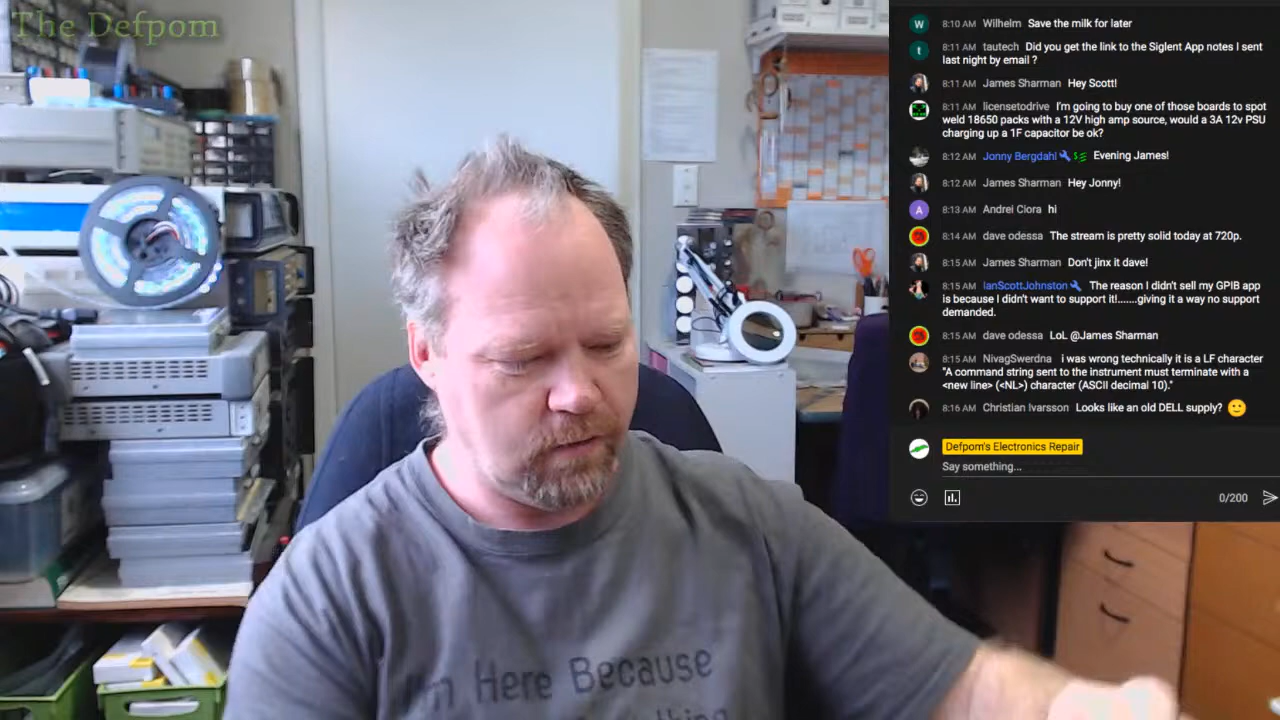 The Defpom
W 8:10 AM Wilhelm Save the milk for later
t 8:11 AM tautech Did you get the link to the Siglent App notes I sent
last night by email ?
8:11 AM James Sharman Hey Scott!
8:11 AM licensetodrive I'm going to buy one of those boards to spot
weld 18650 packs with a 12V high amp source, would a 3A 12v PSU
charging up a 1F capacitor be ok?
8:12 AM Jonny Bergdahl Evening James!
8:12 AM James Sharman Hey Jonny!
A 8:13 AM Andrei Ciora hi
8:14 AM dave odessa The stream is pretty solid today at 720p.
8:15 AM James Sharman Don't jinx it dave!
8:15 AM IanScottJohnston The reason I didn't sell my GPIB app
is because I didn't want to support it!.......giving it a way no support
demanded.
8:15 AM dave odessa LoL @James Sharman
8:15 AM NivagSwerdna i was wrong technically it is a LF character
"A command string sent to the instrument must terminate with a
<new line> (<NL>) character (ASCII decimal 10)."
8:16 AM Christian Ivarsson Looks like an old DELL supply? 🙂
Defpom's Electronics Repair
Say something...
0/200
I'm Here Because